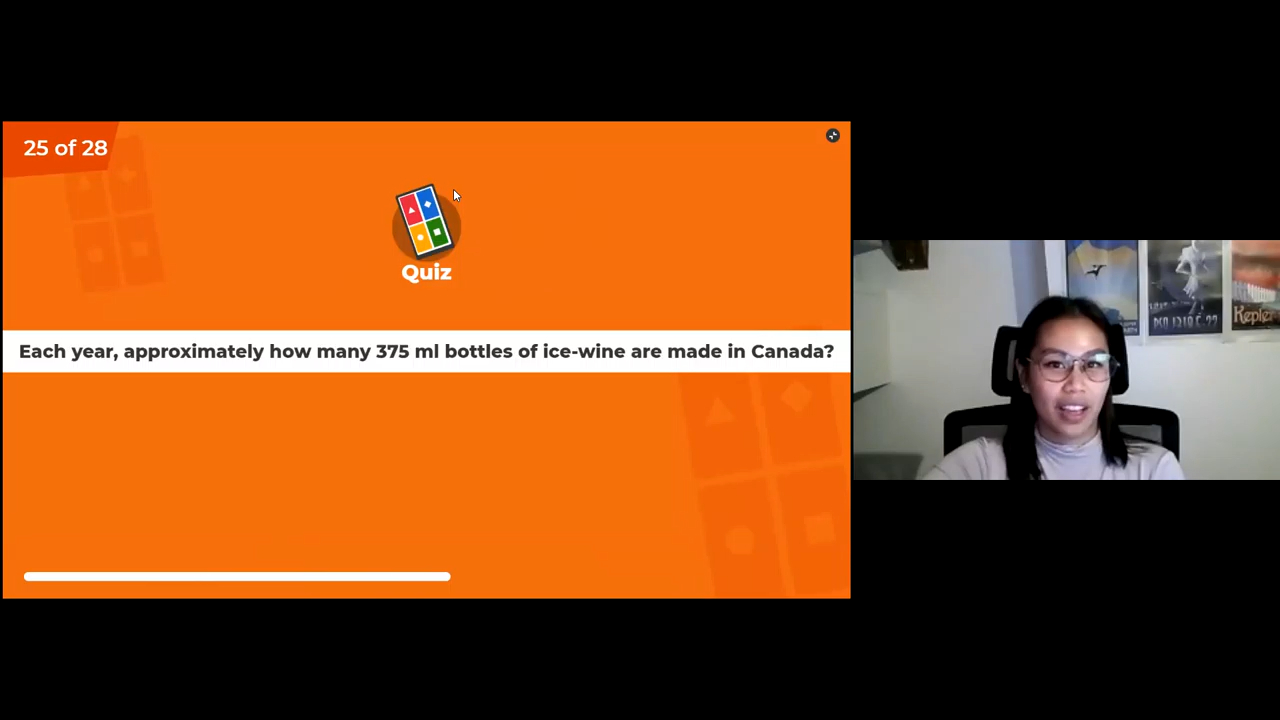 25 of 28
Quiz
Each year, approximately how many 375 ml bottles of ice-wine are made in Canada?
Kepler